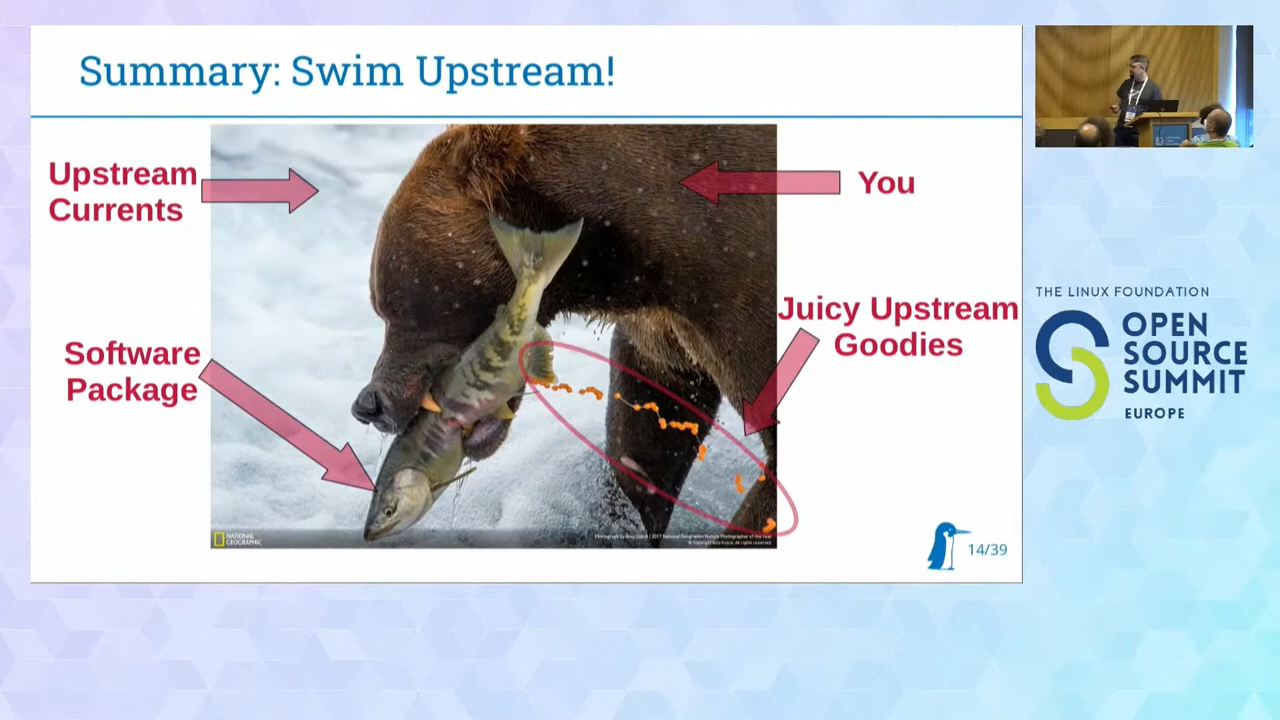 Summary: Swim Upstream!
Upstream
Currents
You
Juicy Upstream
Goodies
Software
Package
NATIONAL
GEOGRAPHIC
14/39
THE LINUX FOUNDATION
OPEN
SOURCE
SUMMIT
EUROPE